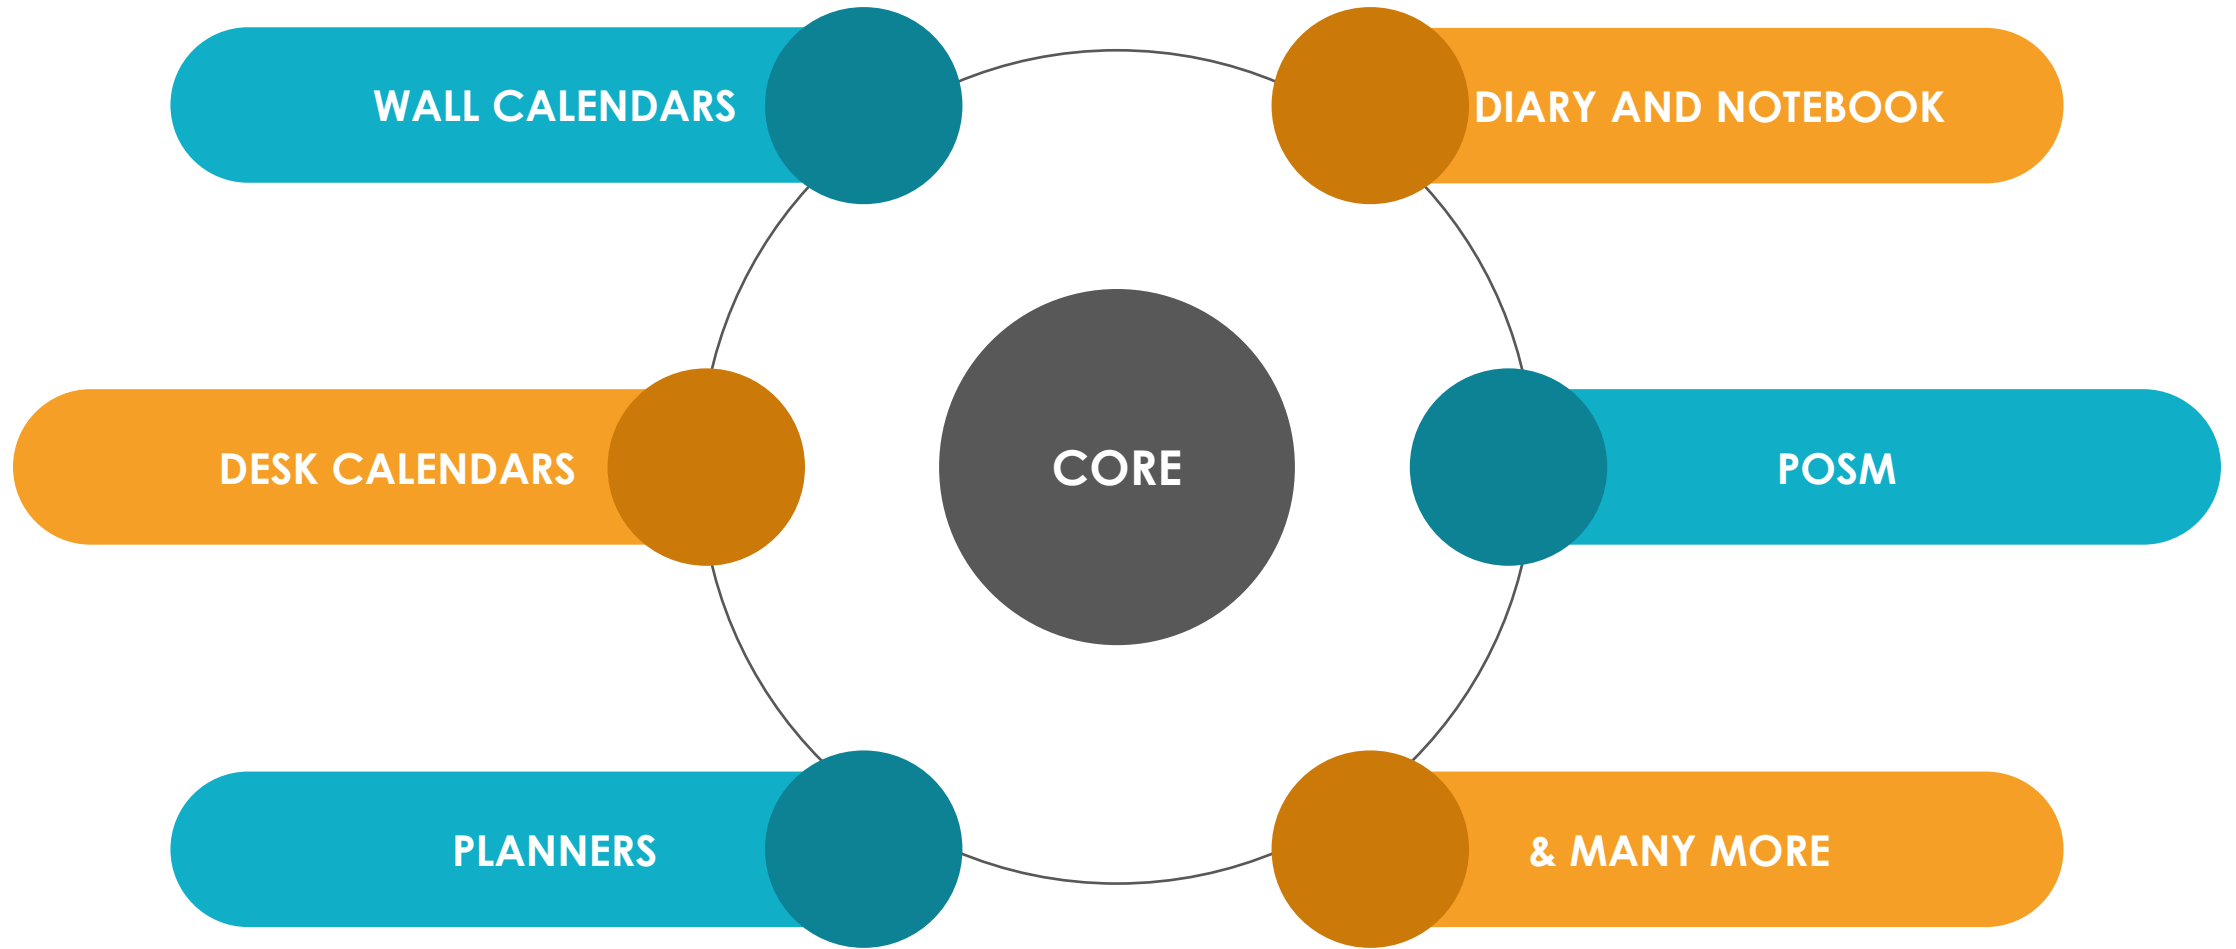 WALL CALENDARS
DIARY AND NOTEBOOK
DESK CALENDARS
CORE
POSM
PLANNERS
& MANY MORE